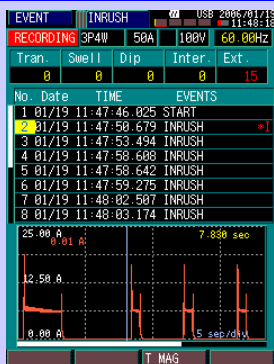 EVENT INRUSH USB 2006/01/19
11:48:18
RECORDING 3P4W 50A 100V 60.00Hz
Tran. Swell Dip Inter. Ext.
0 0 0 0 15
No. Date TIME EVENTS
1 01/19 11:47:46.025 START
2 01/19 11:47:50.679 INRUSH *I
3 01/19 11:47:53.494 INRUSH
4 01/19 11:47:58.608 INRUSH
5 01/19 11:47:58.642 INRUSH
6 01/19 11:47:59.275 INRUSH
7 01/19 11:48:02.507 INRUSH
8 01/19 11:48:03.174 INRUSH
25.00 A 7.830 sec
0.01 A
12.50 A
0.00 A 5 sec/div
T MAG